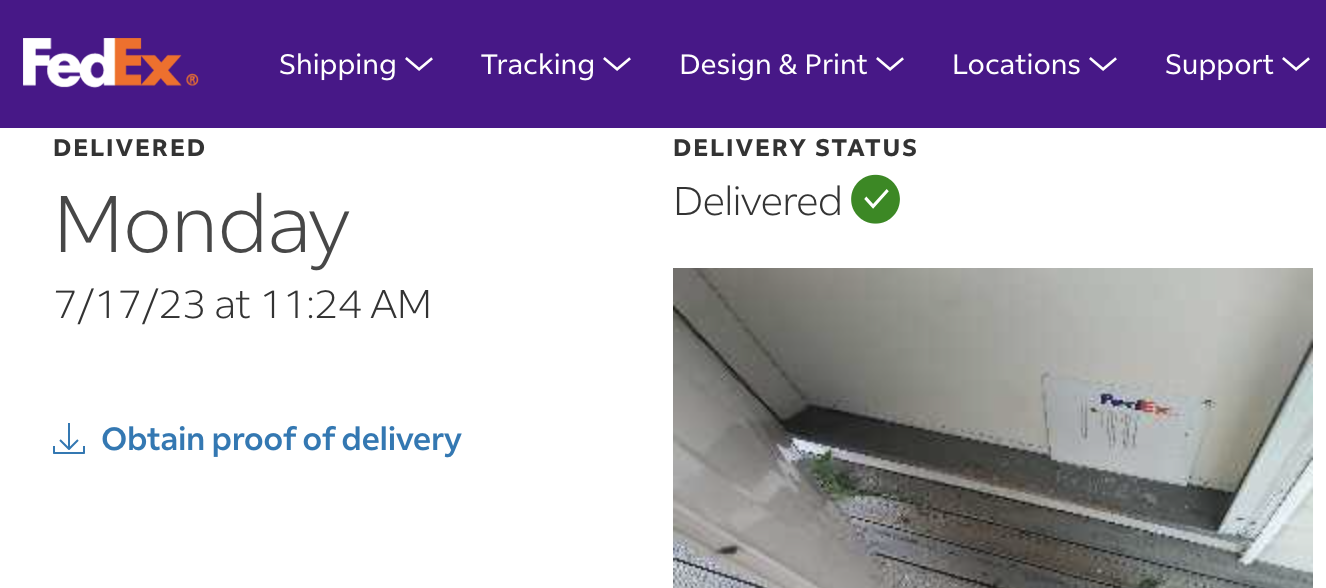 FedEx®
Shipping
Tracking
Design & Print
Locations
Support
DELIVERED
Monday
7/17/23 at 11:24 AM
Obtain proof of delivery
DELIVERY STATUS
Delivered
FedEx